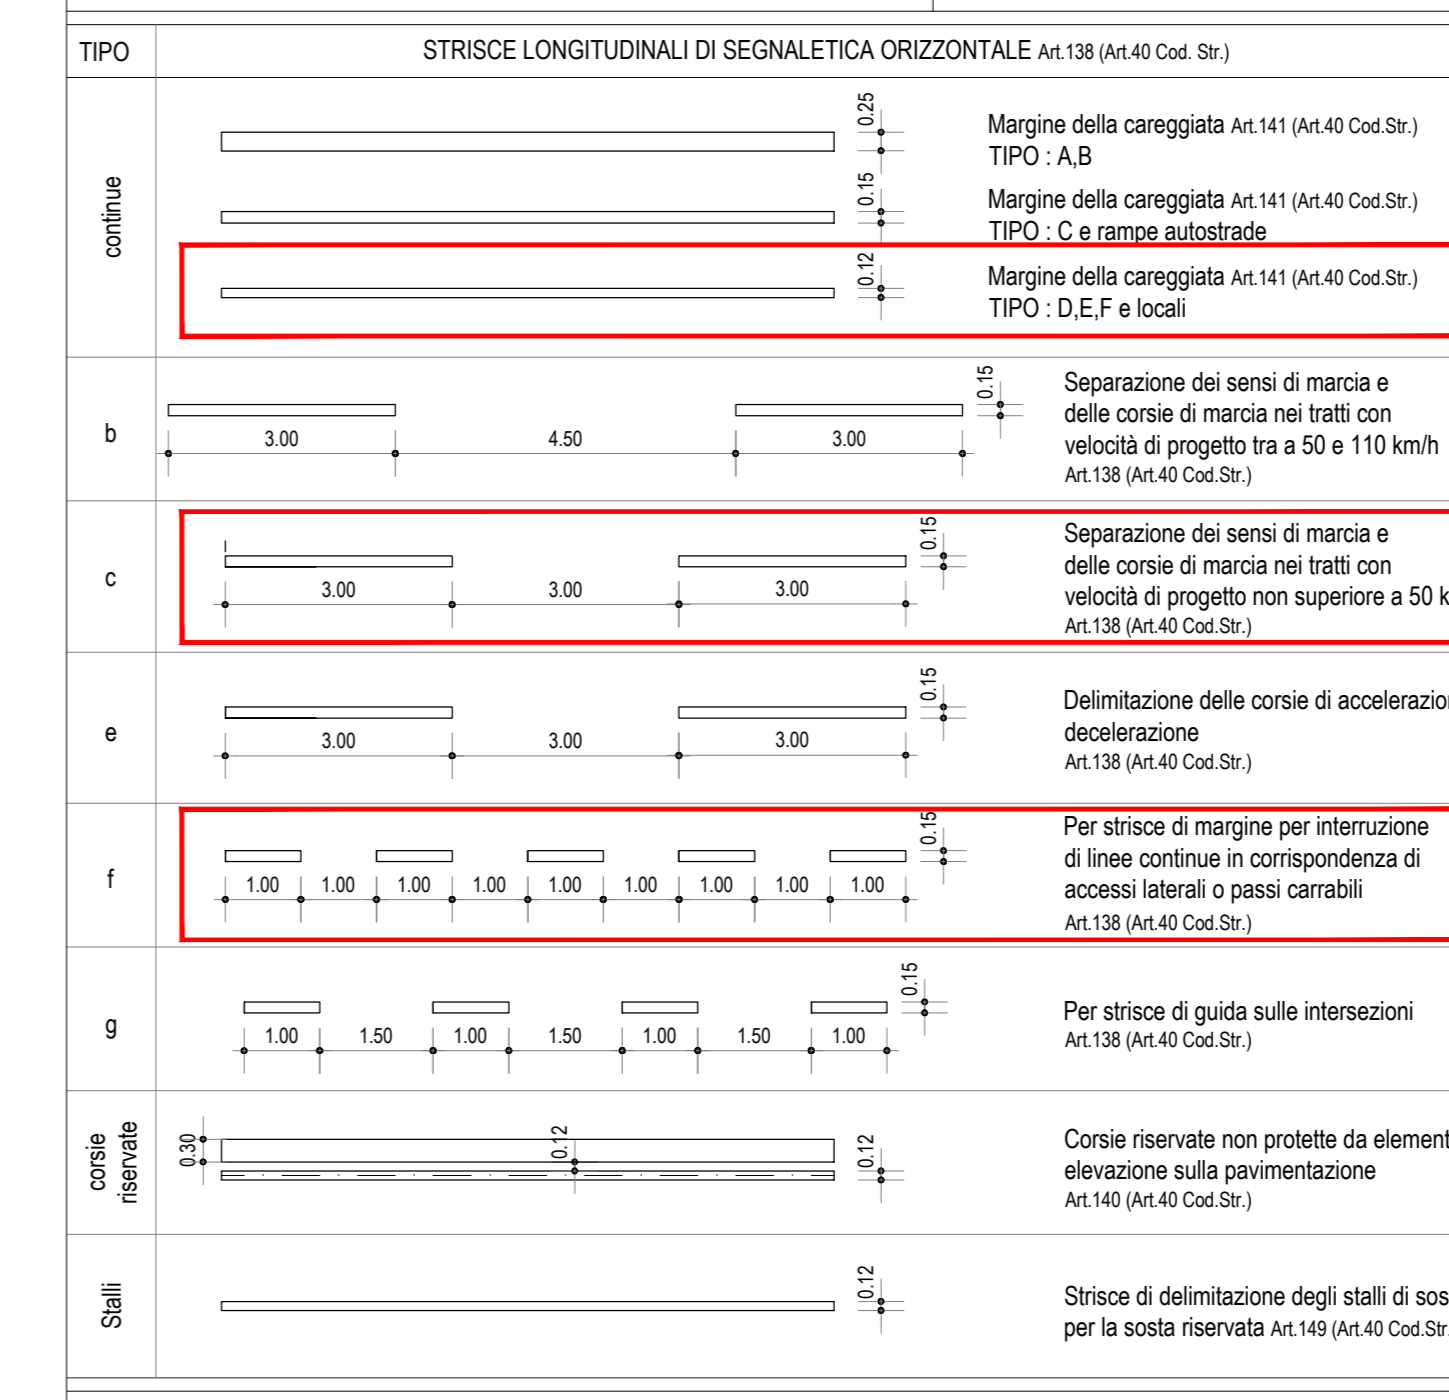 TIPO
STRISCE LONGITUDINALI DI SEGNALETICA ORIZZONTALE Art.138 (Art.40 Cod. Str.)
continue
0.25
Margine della careggiata Art.141 (Art.40 Cod.Str.)
TIPO : A,B
0.15
Margine della careggiata Art.141 (Art.40 Cod.Str.)
TIPO : C e rampe autostrade
0.12
Margine della careggiata Art.141 (Art.40 Cod.Str.)
TIPO : D,E,F e locali
b
3.00 4.50 3.00
0.15
Separazione dei sensi di marcia e
delle corsie di marcia nei tratti con
velocità di progetto tra a 50 e 110 km/h
Art.138 (Art.40 Cod.Str.)
c
3.00 3.00 3.00
0.15
Separazione dei sensi di marcia e
delle corsie di marcia nei tratti con
velocità di progetto non superiore a 50 k
Art.138 (Art.40 Cod.Str.)
e
3.00 3.00 3.00
0.15
Delimitazione delle corsie di accelerazion
decelerazione
Art.138 (Art.40 Cod.Str.)
f
1.00 1.00 1.00 1.00 1.00 1.00 1.00 1.00 1.00
0.15
Per strisce di margine per interruzione
di linee continue in corrispondenza di
accessi laterali o passi carrabili
Art.138 (Art.40 Cod.Str.)
g
1.00 1.50 1.00 1.50 1.00 1.50 1.00
0.15
Per strisce di guida sulle intersezioni
Art.138 (Art.40 Cod.Str.)
corsie
riservate
0.30
0.12
0.12
Corsie riservate non protette da element
elevazione sulla pavimentazione
Art.140 (Art.40 Cod.Str.)
Stalli
0.12
Strisce di delimitazione degli stalli di sos
per la sosta riservata Art.149 (Art.40 Cod.Str.